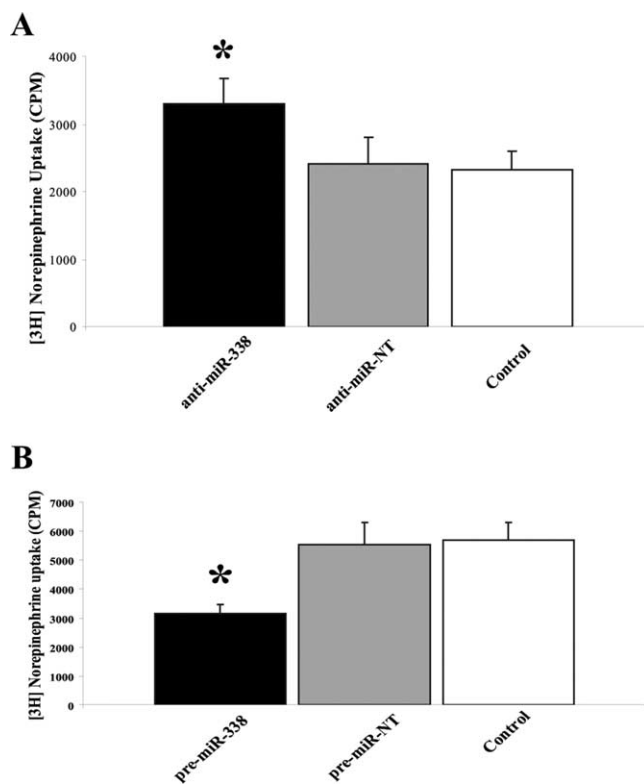 A
*
[3H] Norepinephrine Uptake (CPM)
4000
3000
2000
1000
0
anti-miR-338
anti-miR-NT
Control
B
*
[3H] Norepinephrine uptake (CPM)
7000
6000
5000
4000
3000
2000
1000
0
pre-miR-338
pre-miR-NT
Control